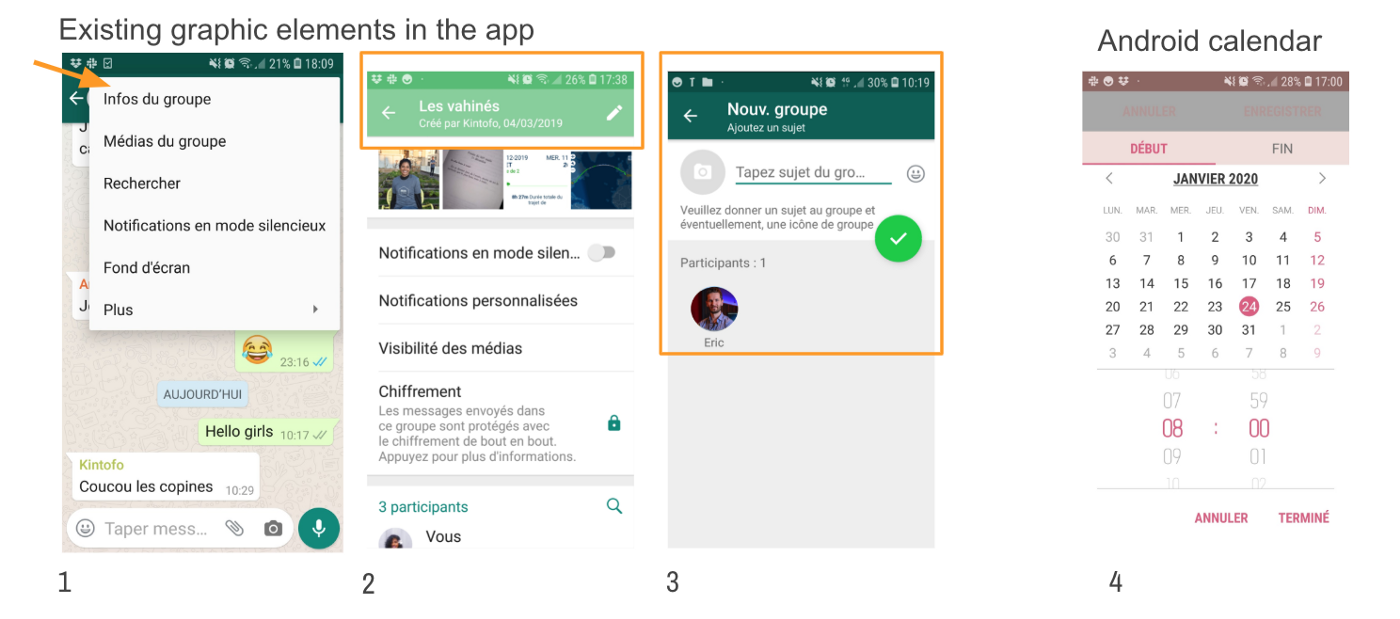 Existing graphic elements in the app
Android calendar
21% 18:09
Infos du groupe
Médias du groupe
Rechercher
Notifications en mode silencieux
Fond d'écran
Plus
23:16
AUJOURD'HUI
Hello girls 10:17
Kintofo
Coucou les copines 10:29
Taper mess...
1
26% 17:38
Les vahinés
Créé par Kintofo, 04/03/2019
12-2019 MER. 11
Notifications en mode silen...
Notifications personnalisées
Visibilité des médias
Chiffrement
Les messages envoyés dans
ce groupe sont protégés avec
le chiffrement de bout en bout.
Appuyez pour plus d'informations.
3 participants
Vous
2
T 30% 10:19
Nouv. groupe
Ajoutez un sujet
Tapez sujet du gro...
Veuillez donner un sujet au groupe et
éventuellement, une icône de groupe
Participants : 1
Eric
3
28% 17:00
ANNULER ENREGISTRER
DÉBUT FIN
JANVIER 2020
LUN. MAR. MER. JEU. VEN. SAM. DIM.
30 31 1 2 3 4 5
6 7 8 9 10 11 12
13 14 15 16 17 18 19
20 21 22 23 24 25 26
27 28 29 30 31 1 2
3 4 5 6 7 8 9
06 58
07 59
08 : 00
09 01
10 02
ANNULER TERMINÉ
4